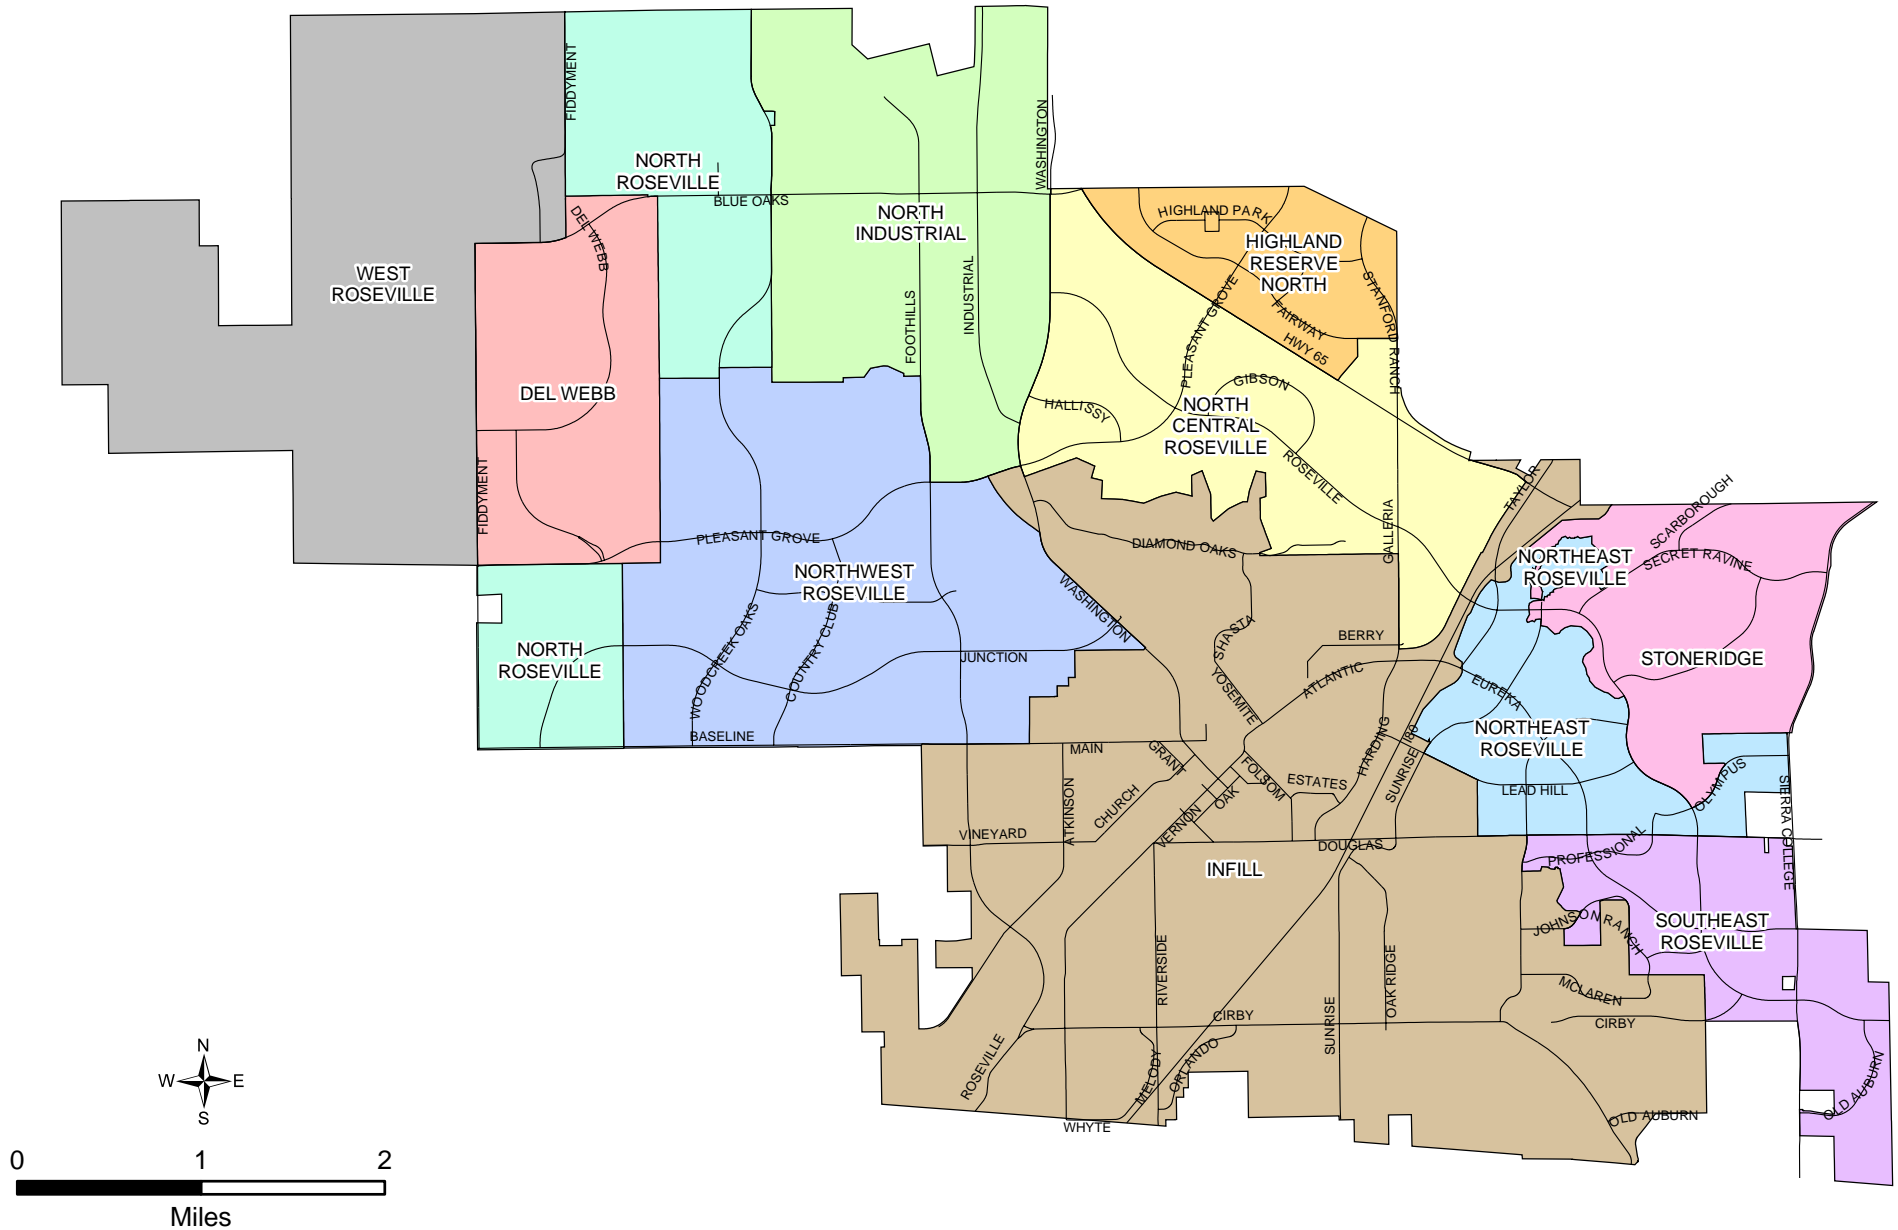 FIDDYMENT
NORTH
ROSEVILLE
BLUE OAKS
WASHINGTON
NORTH
INDUSTRIAL
FOOTHILLS
INDUSTRIAL
HIGHLAND PARK
HIGHLAND
RESERVE
NORTH
FAIRWAY
HWY 65
STANFORD RANCH
PLEASANT GROVE
WEST
ROSEVILLE
DEL WEBB
DEL WEBB
FIDDYMENT
GIBSON
HALLISSY
NORTH
CENTRAL
ROSEVILLE
ROSEVILLE
GALLERIA
TAYLOR
SCARBOROUGH
SECRET RAVINE
NORTHEAST
ROSEVILLE
STONERIDGE
PLEASANT GROVE
NORTHWEST
ROSEVILLE
WOODCREEK OAKS
COUNTRY CLUB
JUNCTION
BASELINE
WASHINGTON
DIAMOND OAKS
SHASTA
YOSEMITE
BERRY
ATLANTIC
EUREKA
NORTH
ROSEVILLE
NORTHEAST
ROSEVILLE
LEAD HILL
OLYMPUS
SIERRA COLLEGE
HARDING
I80
SUNRISE
MAIN
GRANT
FOLSOM
ESTATES
OAK
VERNON
CHURCH
ATKINSON
VINEYARD
DOUGLAS
INFILL
PROFESSIONAL
JOHNSON RANCH
SOUTHEAST
ROSEVILLE
MCLAREN
CIRBY
RIVERSIDE
OAK RIDGE
SUNRISE
CIRBY
ROSEVILLE
MELODY
ORLANDO
WHYTE
OLD AUBURN
OLD AUBURN
N
W E
S
0 1 2
Miles